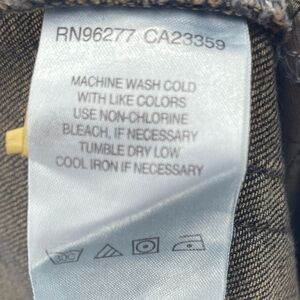 RN96277 CA23359
MACHINE WASH COLD
WITH LIKE COLORS
USE NON-CHLORINE
BLEACH, IF NECESSARY
TUMBLE DRY LOW
COOL IRON IF NECESSARY
30C